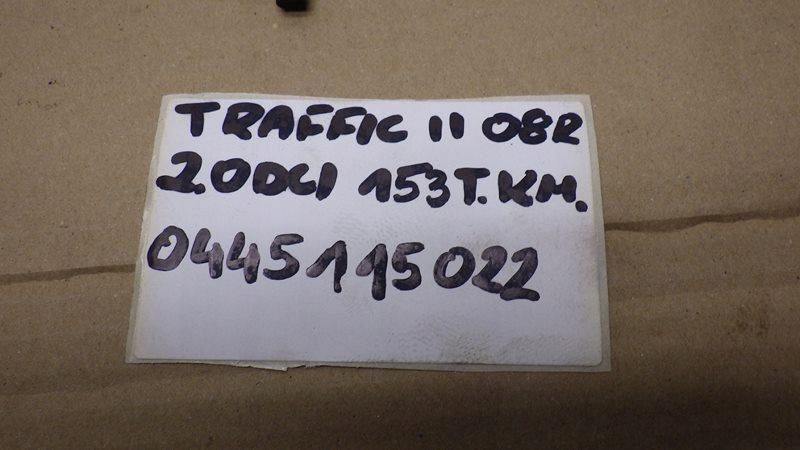 TRAFFIC II 08R
2.0DCI 153T.KM.
0445115022